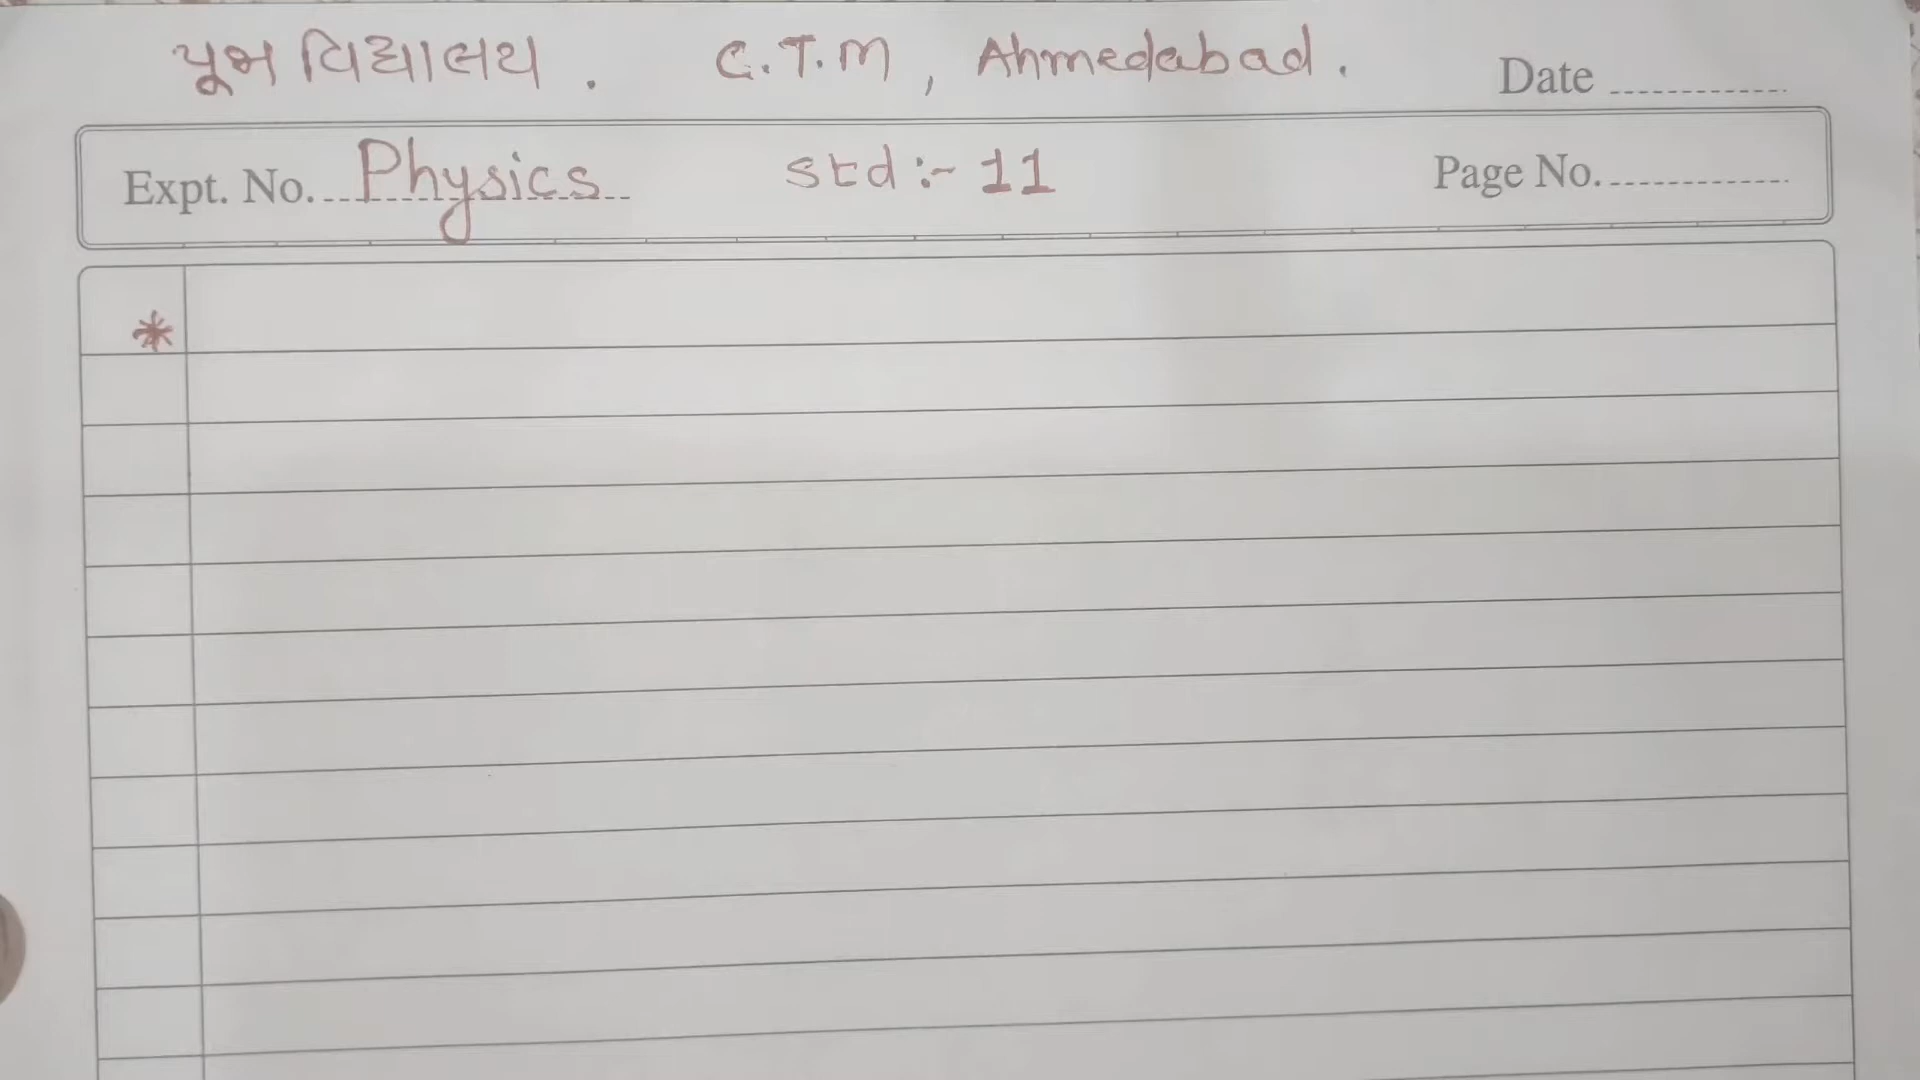 પૂજા વિદ્યાલય . C.T.M , Ahmedabad .
Date ..............
Expt. No. Physics std :- 11 Page No. ..............
*